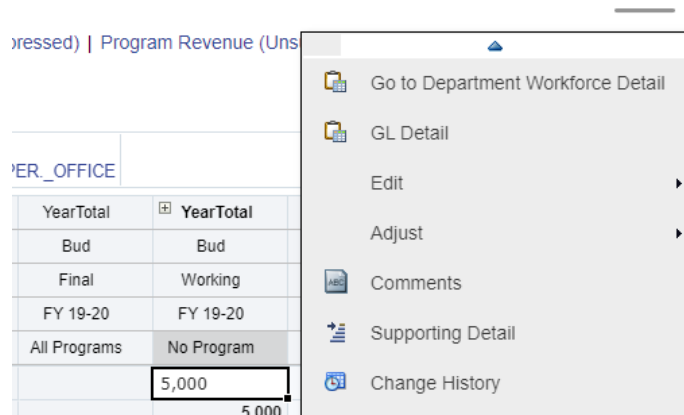 pressed) | Program Revenue (Uns
PER._OFFICE
YearTotal YearTotal
Bud Bud
Final Working
FY 19-20 FY 19-20
All Programs No Program
5,000
5,000
Go to Department Workforce Detail
GL Detail
Edit
Adjust
ABC Comments
Supporting Detail
Change History